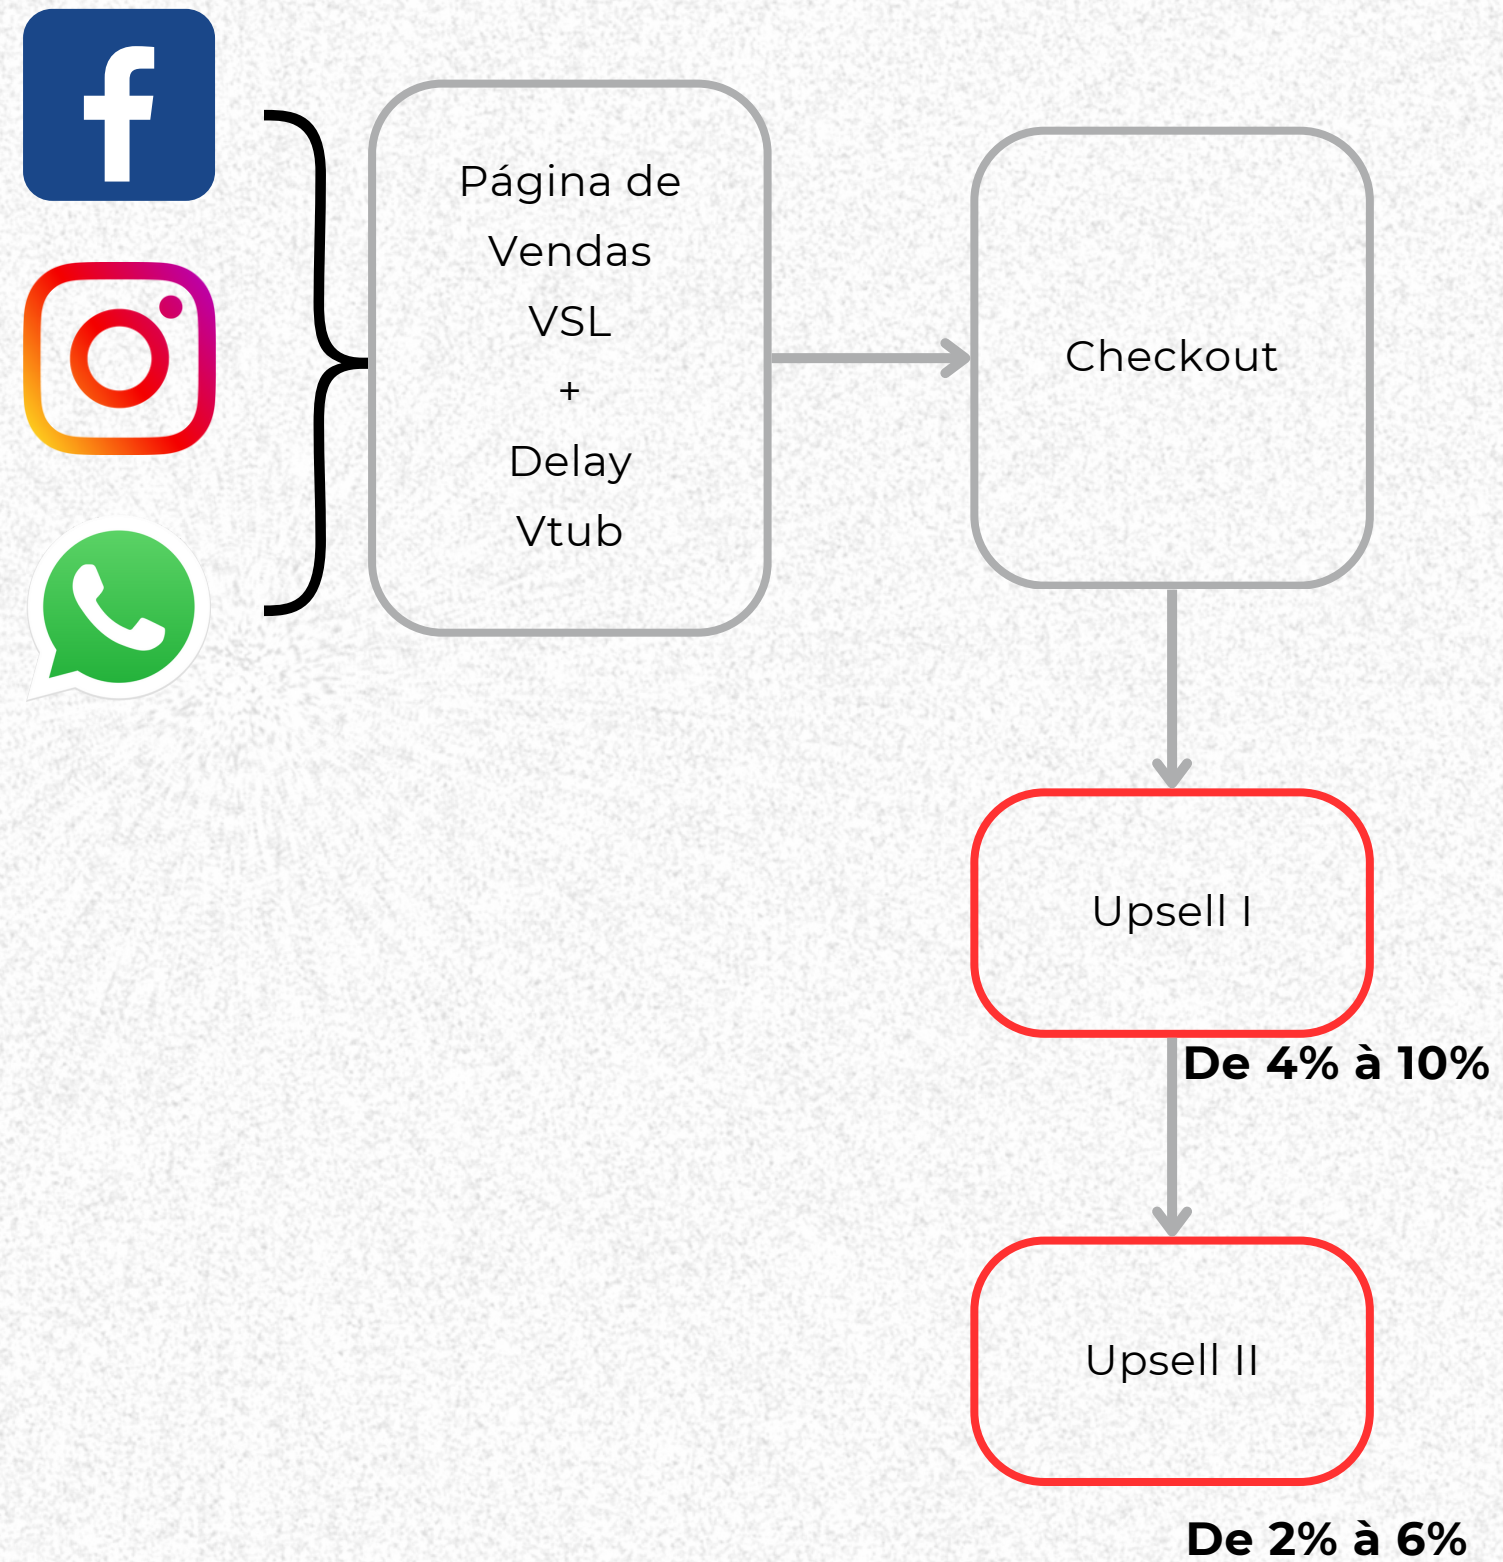 Página de
Vendas
VSL
+
Delay
Vtub
Checkout
Upsell I
De 4% à 10%
Upsell II
De 2% à 6%